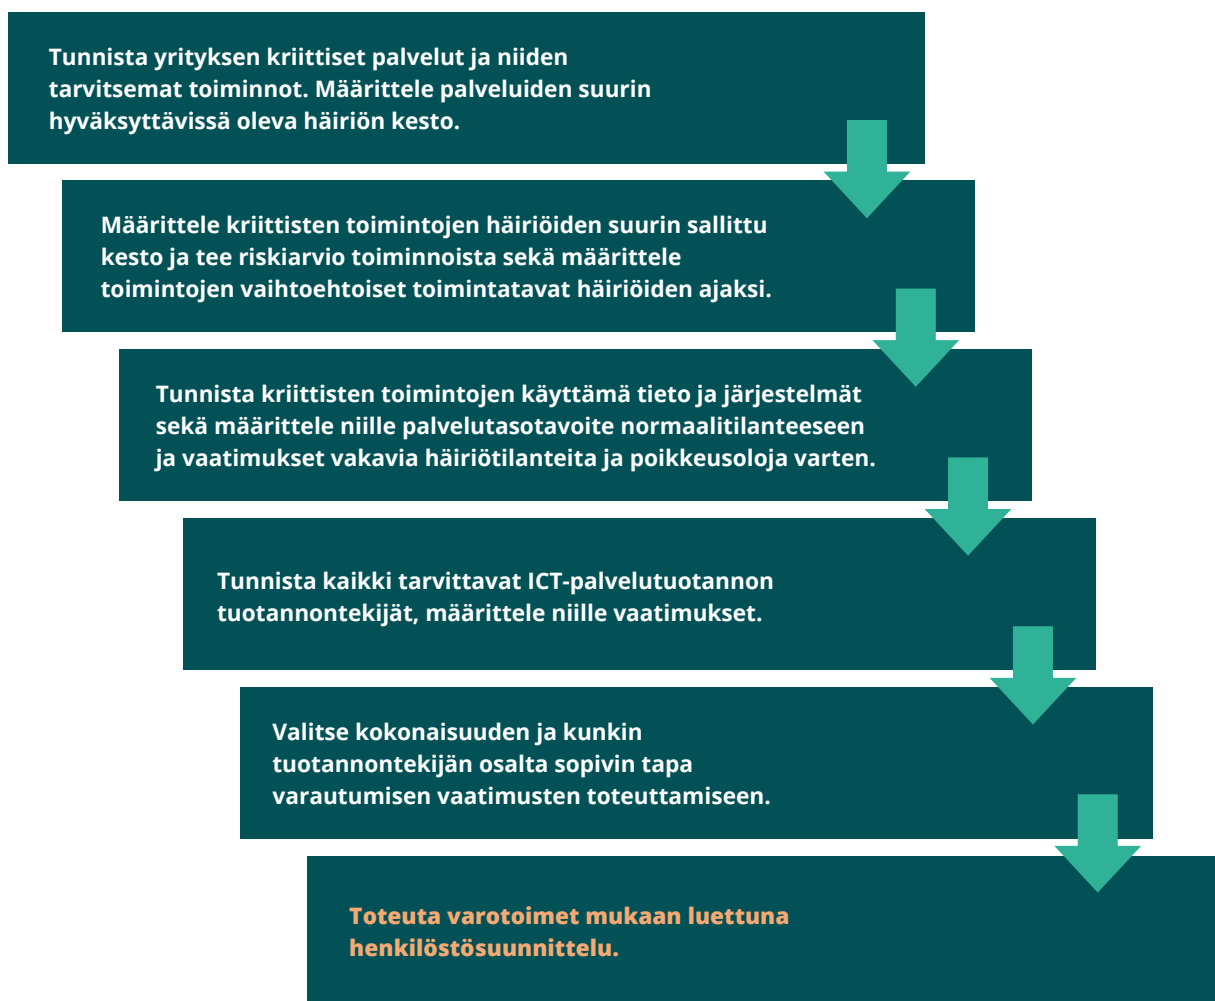 Tunnista yrityksen kriittiset palvelut ja niiden
tarvitsemat toiminnot. Määrittele palveluiden suurin
hyväksyttävissä oleva häiriön kesto.
Määrittele kriittisten toimintojen häiriöiden suurin sallittu
kesto ja tee riskiarvio toiminnoista sekä määrittele
toimintojen vaihtoehtoiset toimintatavat häiriöiden ajaksi.
Tunnista kriittisten toimintojen käyttämä tieto ja järjestelmät
sekä määrittele niille palvelutasotavoite normaalitilanteeseen
ja vaatimukset vakavia häiriötilanteita ja poikkeusoloja varten.
Tunnista kaikki tarvittavat ICT-palvelutuotannon
tuotannontekijät, määrittele niille vaatimukset.
Valitse kokonaisuuden ja kunkin
tuotannontekijän osalta sopivin tapa
varautumisen vaatimusten toteuttamiseen.
Toteuta varotoimet mukaan luettuna
henkilöstösuunnittelu.